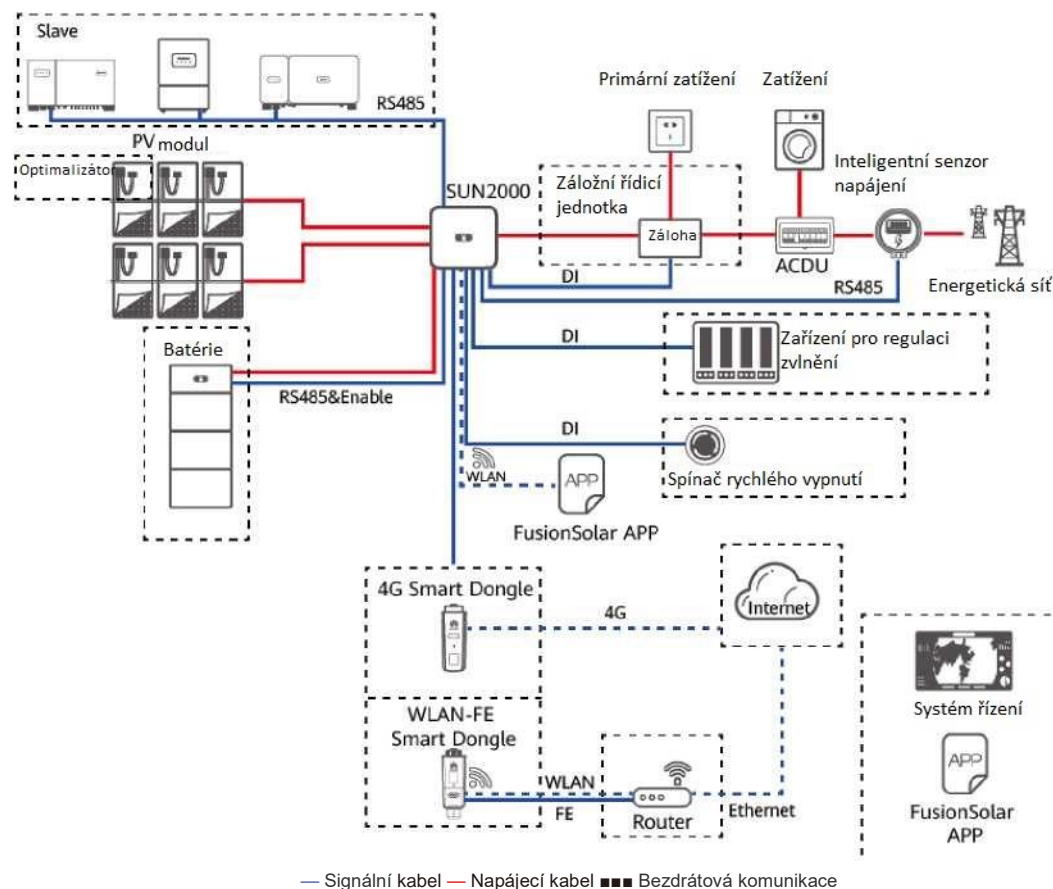 Slave
RS485
Primární zatížení
Zatížení
PV modul
Optimalizátor
SUN2000
Záložní řídicí
jednotka
Inteligentní senzor
napájení
Záloha
ACDU
DI
RS485
Energetická síť
Batérie
DI
Zařízení pro regulaci
zvlnění
RS485&Enable
DI
Spínač rychlého vypnutí
WLAN
APP
FusionSolar APP
4G Smart Dongle
4G
Internet
WLAN-FE
Smart Dongle
WLAN
FE
Router
Ethernet
Systém řízení
APP
FusionSolar
APP
— Signální kabel — Napájecí kabel ■■■ Bezdrátová komunikace